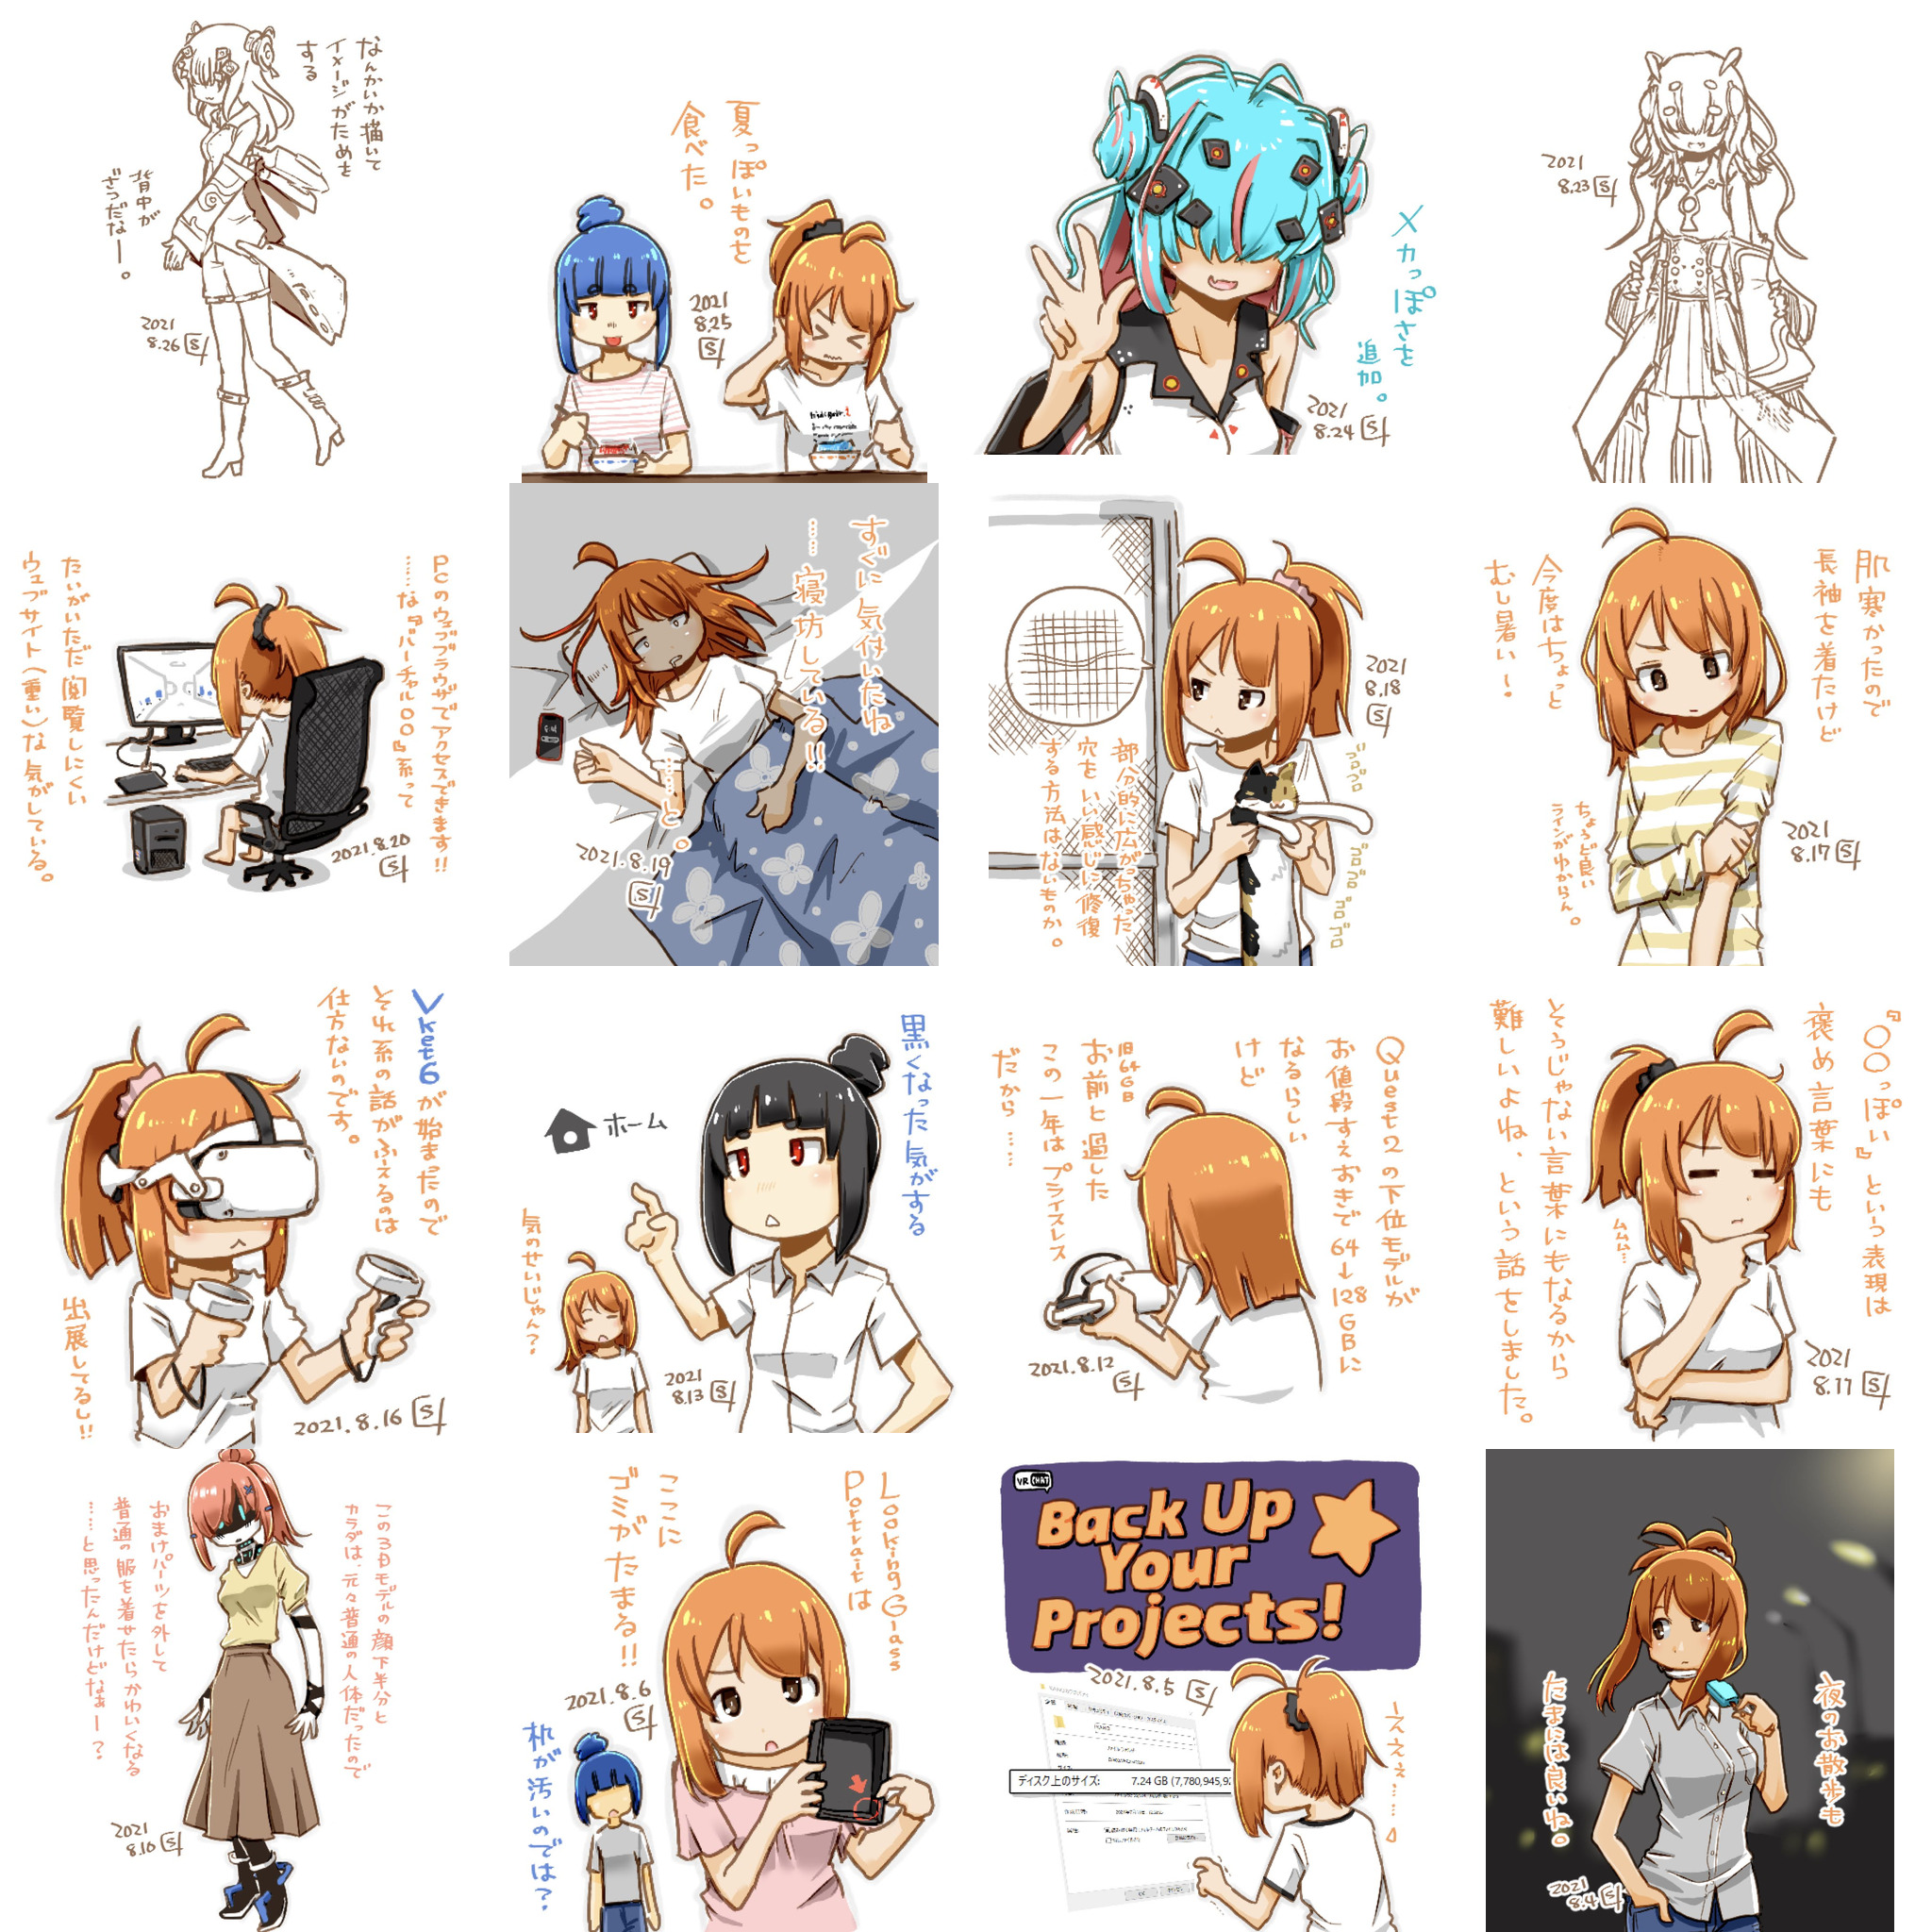 なんかいか描いて
イメージがためを
する
背中が
ざつだなー。
2021
8.26
夏っぽいものを
食べた。
2021
8.25
メカっぽさを
追加。
2021
8.24
2021
8.23
PCのウェブブラウザでアクセスできます!!
……な『バーチャル○○』系って
たいがいただ閲覧しにくい
ウェブサイト(重い)な気がしている。
2021.8.20
すぐに気付いたね
……寝坊している!!
……と。
2021.8.19
2021
8.18
部分的に広がっちゃった
穴をいい感じに修復
する方法はないものか。
ゴロゴロ
ゴロゴロゴロゴロ
肌寒かったので
長袖を着たけど
今度はちょっと
むし暑い!
ちょうど良い
ラインがわからん。
2021
8.17
Vket6が始まったので
それ系の話がふえるのは
仕方ないのです。
出展してるし!!
2021.8.16
黒くなった気がする
ホーム
気のせいじゃん?
2021
8.13
Quest2の下位モデルが
お値段すえおきで64→128GBに
なるらしい
けど
旧64GB
お前と過した
この一年はプライスレス
だから……
2021.8.12
『○○っぽい』という表現は
褒め言葉にも
そうじゃない言葉にもなるから
難しいよね、という話をしました。
ムムム…
2021
8.11
この3Dモデルの顔下半分と
カラダは、元々普通の人体だったので
おまけパーツを外して
普通の服を着せたらかわいくなる
……と思ったんだけどなぁー?
2021
8.10
Looking Glass
Portraitは
ここに
ゴミがたまる!!
2021.8.6
机が汚いのでは?
VRCHAT
Back Up
Your
Projects!
2021.8.5
ディスク上のサイズ: 7.24 GB (7,780,945,92
えええ……
夜のお散歩も
たまには良いね。
2021
8.4